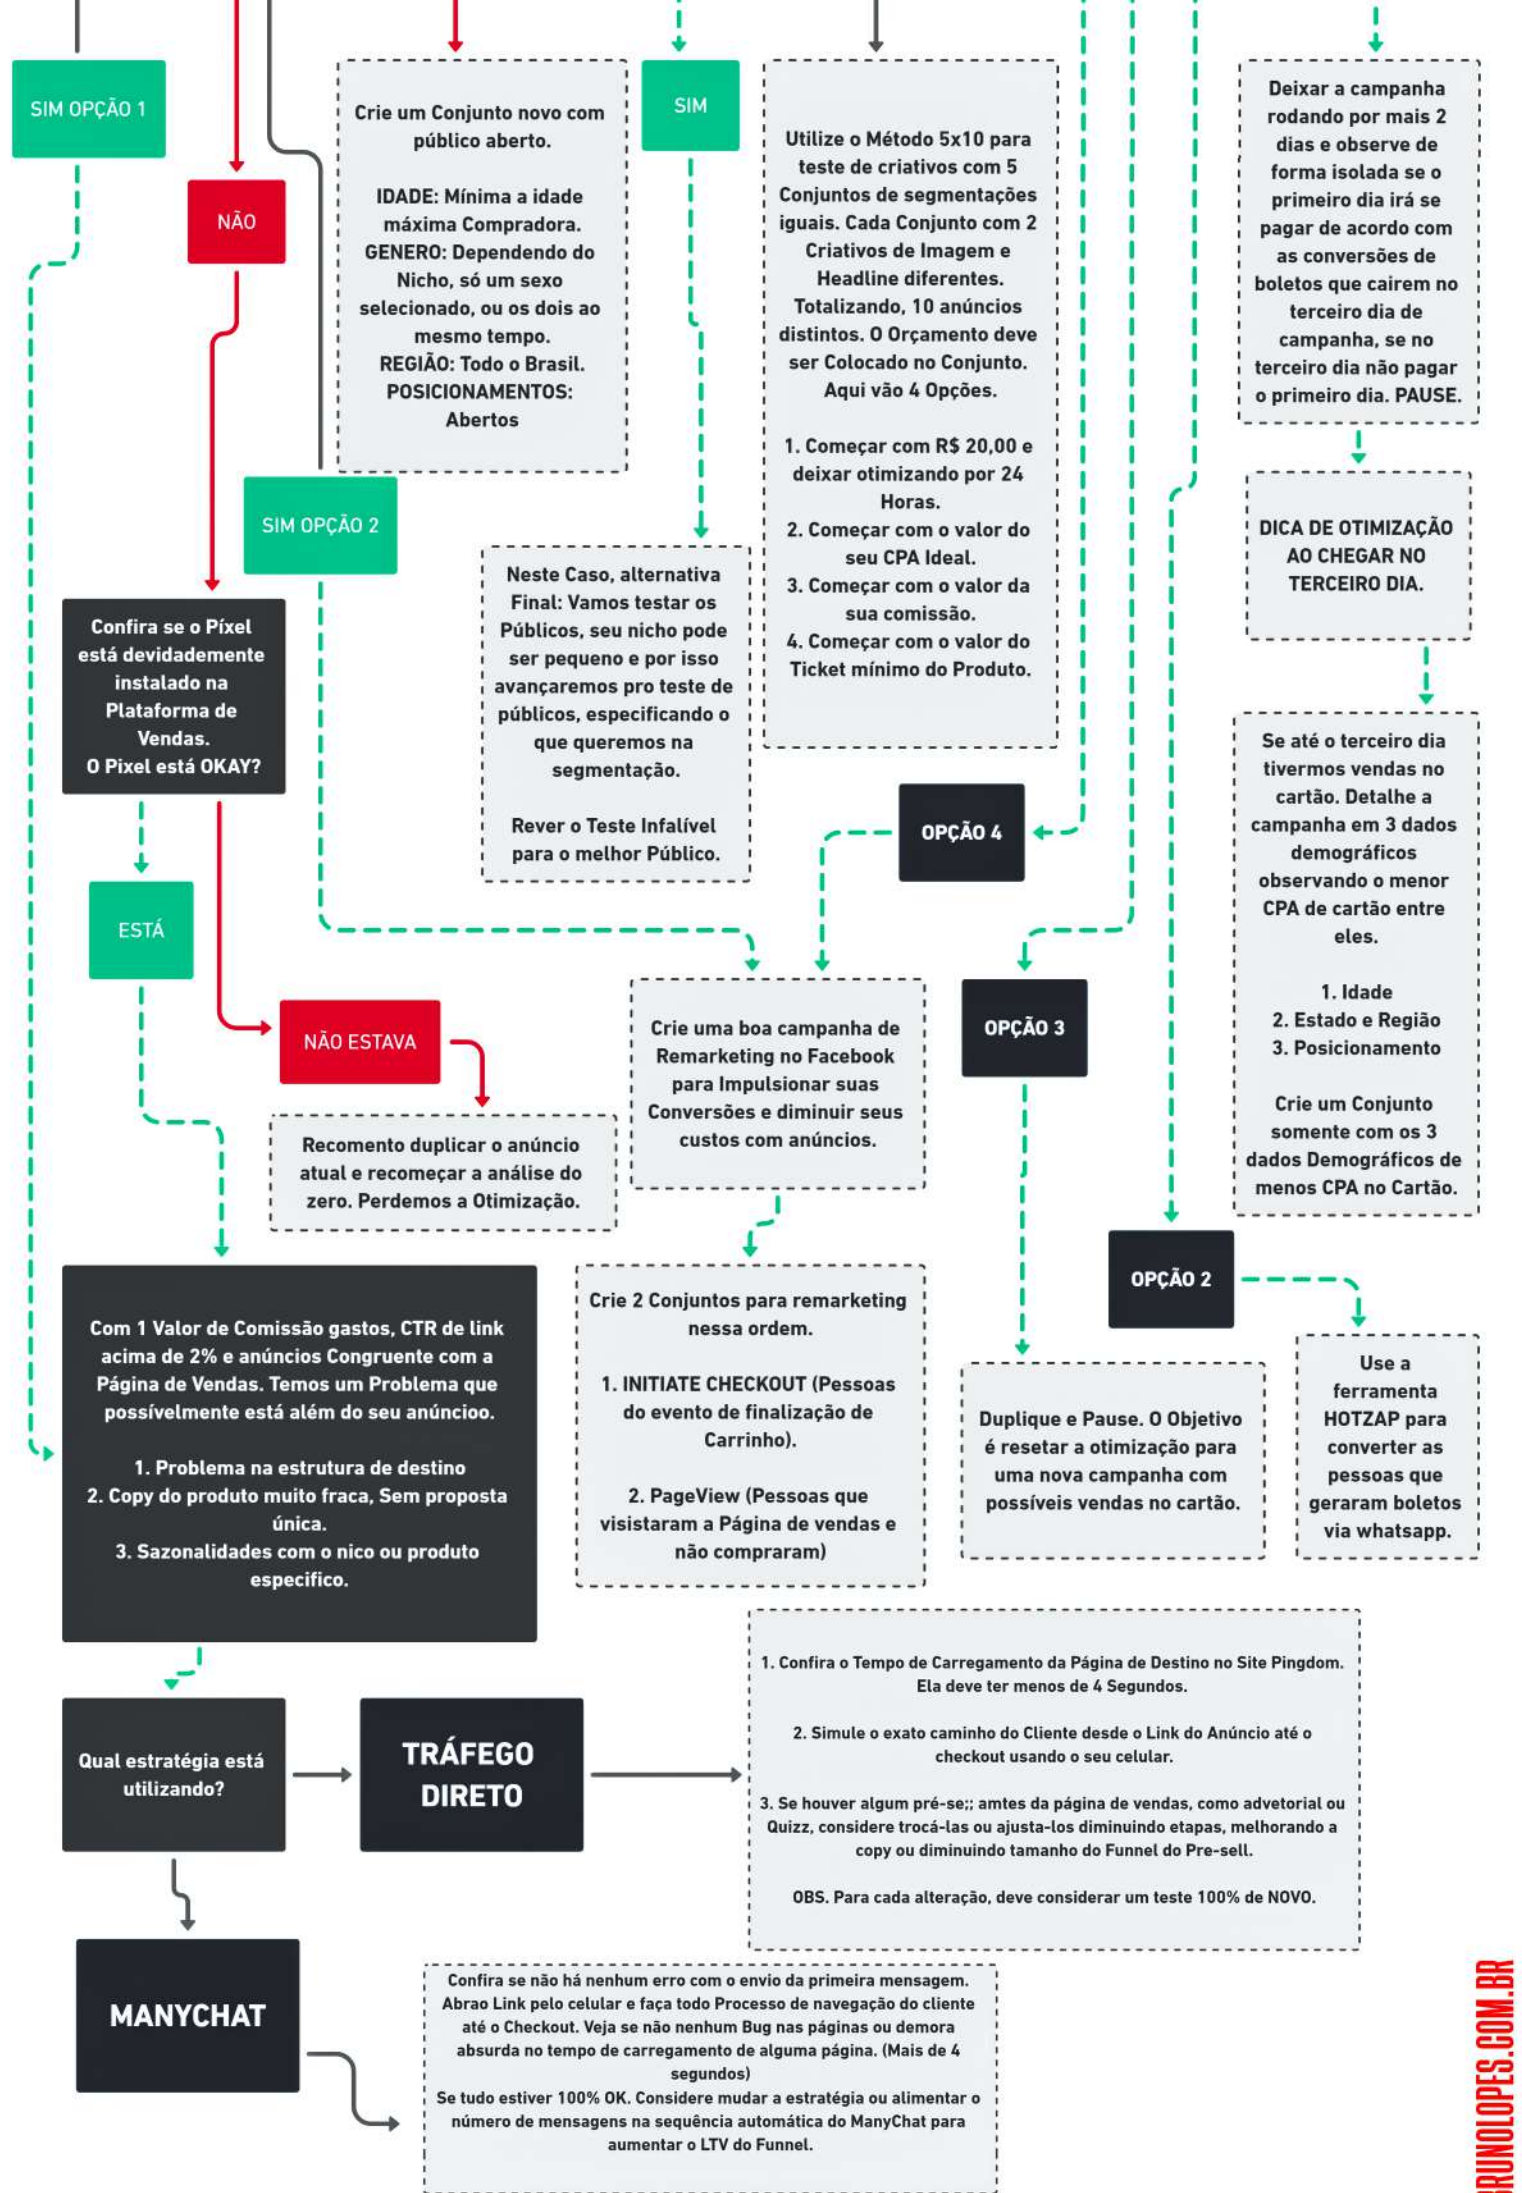 SIM OPÇÃO 1
NÃO
Crie um Conjunto novo com
público aberto.
IDADE: Mínima a idade
máxima Compradora.
GENERO: Dependendo do
Nicho, só um sexo
selecionado, ou os dois ao
mesmo tempo.
REGIÃO: Todo o Brasil.
POSICIONAMENTOS:
Abertos
SIM
Utilize o Método 5x10 para
teste de criativos com 5
Conjuntos de segmentações
iguais. Cada Conjunto com 2
Criativos de Imagem e
Headline diferentes.
Totalizando, 10 anúncios
distintos. O Orçamento deve
ser Colocado no Conjunto.
Aqui vão 4 Opções.
1. Começar com R$ 20,00 e
deixar otimizando por 24
Horas.
2. Começar com o valor do
seu CPA Ideal.
3. Começar com o valor da
sua comissão.
4. Começar com o valor do
Ticket mínimo do Produto.
Deixar a campanha
rodando por mais 2
dias e observe de
forma isolada se o
primeiro dia irá se
pagar de acordo com
as conversões de
boletos que cairem no
terceiro dia de
campanha, se no
terceiro dia não pagar
o primeiro dia. PAUSE.
SIM OPÇÃO 2
DICA DE OTIMIZAÇÃO
AO CHEGAR NO
TERCEIRO DIA.
Neste Caso, alternativa
Final: Vamos testar os
Públicos, seu nicho pode
ser pequeno e por isso
avançaremos pro teste de
públicos, especificando o
que queremos na
segmentação.
Rever o Teste Infalível
para o melhor Público.
Confira se o Píxel
está devidademente
instalado na
Plataforma de
Vendas.
O Pixel está OKAY?
Se até o terceiro dia
tivermos vendas no
cartão. Detalhe a
campanha em 3 dados
demográficos
observando o menor
CPA de cartão entre
eles.
1. Idade
2. Estado e Região
3. Posicionamento
Crie um Conjunto
somente com os 3
dados Demográficos de
menos CPA no Cartão.
OPÇÃO 4
ESTÁ
NÃO ESTAVA
Crie uma boa campanha de
Remarketing no Facebook
para Impulsionar suas
Conversões e diminuir seus
custos com anúncios.
OPÇÃO 3
Recomento duplicar o anúncio
atual e recomeçar a análise do
zero. Perdemos a Otimização.
OPÇÃO 2
Com 1 Valor de Comissão gastos, CTR de link
acima de 2% e anúncios Congruente com a
Página de Vendas. Temos um Problema que
possívelmente está além do seu anúncioo.
1. Problema na estrutura de destino
2. Copy do produto muito fraca, Sem proposta
única.
3. Sazonalidades com o nico ou produto
especifico.
Crie 2 Conjuntos para remarketing
nessa ordem.
1. INITIATE CHECKOUT (Pessoas
do evento de finalização de
Carrinho).
2. PageView (Pessoas que
visistaram a Página de vendas e
não compraram)
Duplique e Pause. O Objetivo
é resetar a otimização para
uma nova campanha com
possíveis vendas no cartão.
Use a
ferramenta
HOTZAP para
converter as
pessoas que
geraram boletos
via whatsapp.
Qual estratégia está
utilizando?
TRÁFEGO
DIRETO
1. Confira o Tempo de Carregamento da Página de Destino no Site Pingdom.
Ela deve ter menos de 4 Segundos.
2. Simule o exato caminho do Cliente desde o Link do Anúncio até o
checkout usando o seu celular.
3. Se houver algum pré-se;; amtes da página de vendas, como advetorial ou
Quizz, considere trocá-las ou ajusta-los diminuindo etapas, melhorando a
copy ou diminuindo tamanho do Funnel do Pre-sell.
OBS. Para cada alteração, deve considerar um teste 100% de NOVO.
MANYCHAT
Confira se não há nenhum erro com o envio da primeira mensagem.
Abrao Link pelo celular e faça todo Processo de navegação do cliente
até o Checkout. Veja se não nenhum Bug nas páginas ou demora
absurda no tempo de carregamento de alguma página. (Mais de 4
segundos)
Se tudo estiver 100% OK. Considere mudar a estratégia ou alimentar o
número de mensagens na sequência automática do ManyChat para
aumentar o LTV do Funnel.
BRUNOLOPES.COM.BR